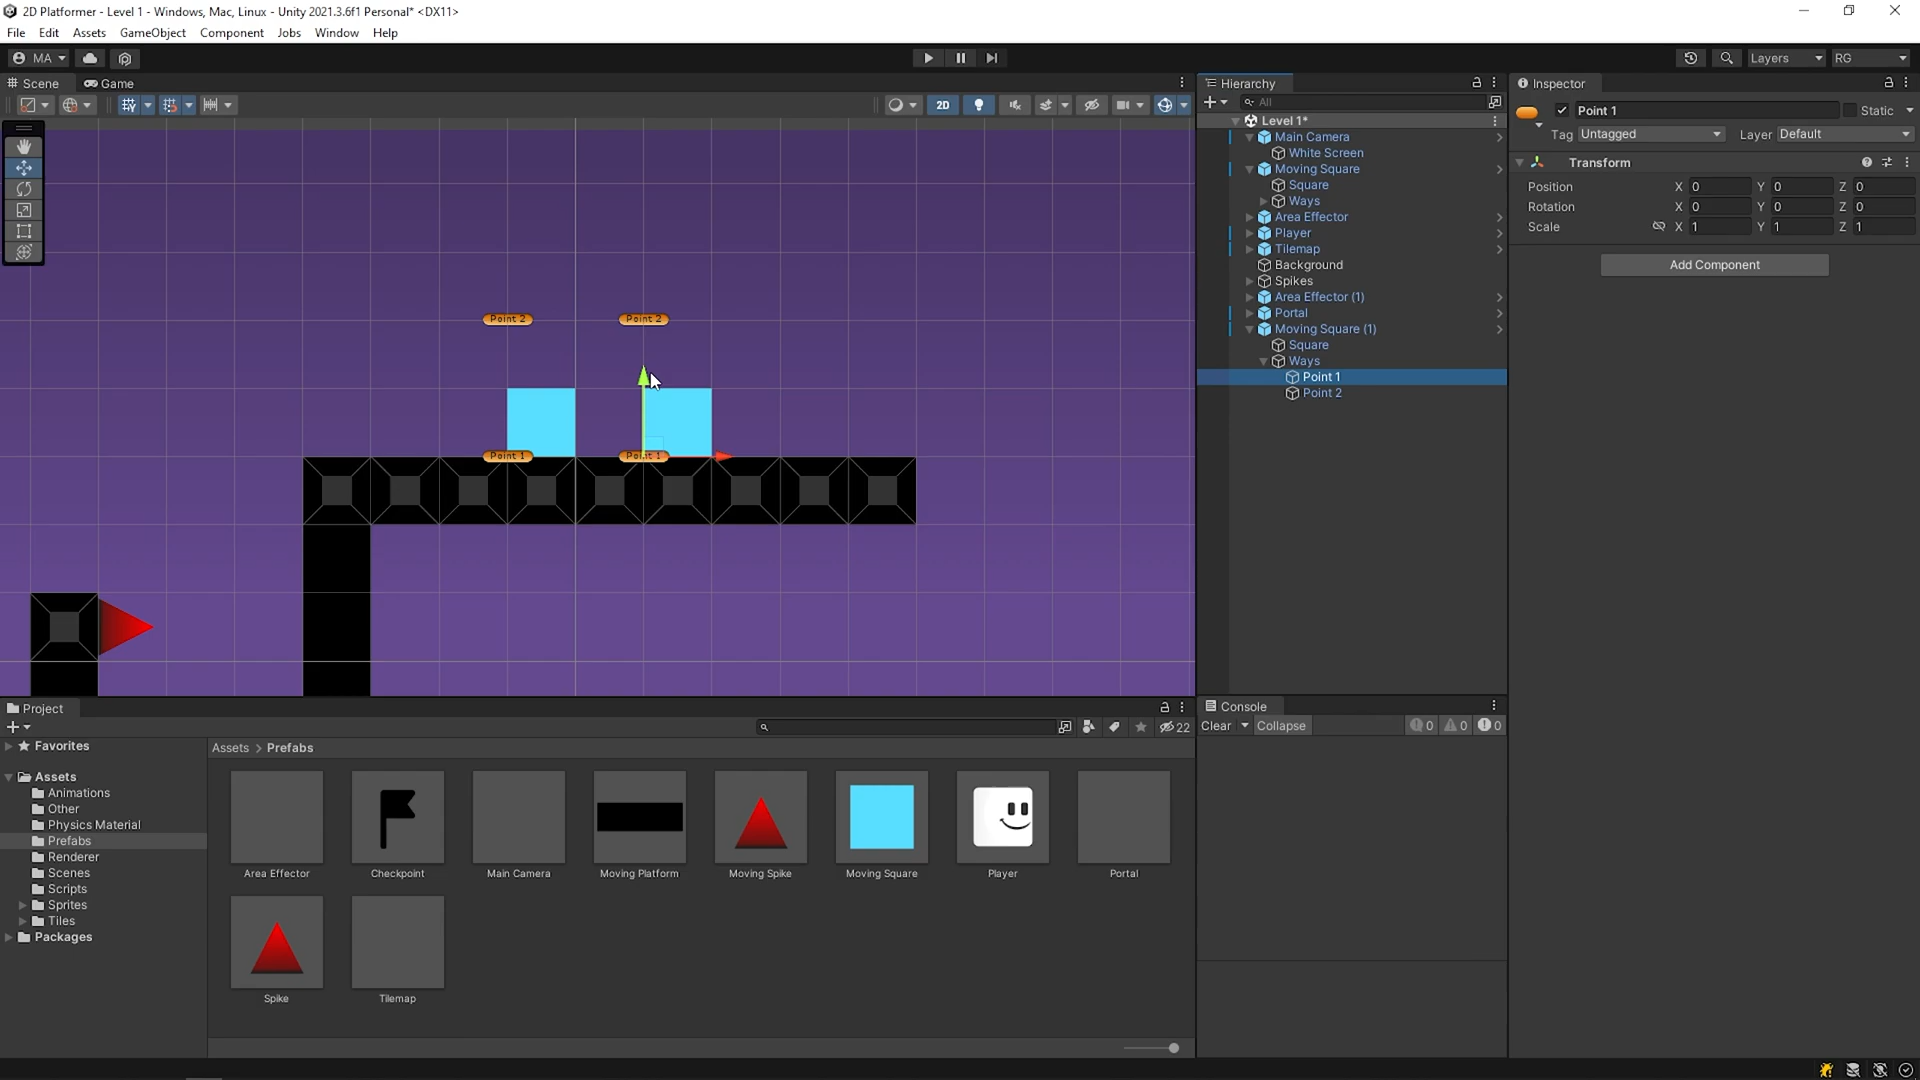 2D Platformer - Level 1 - Windows, Mac, Linux - Unity 2021.3.6f1 Personal* <DX11>
File Edit Assets GameObject Component Jobs Window Help
MA Layers RG
Scene Game
2D
Point 2 Point 2
Point 1 Point 1
Hierarchy
All
Level 1*
Main Camera
White Screen
Moving Square
Square
Ways
Area Effector
Player
Tilemap
Background
Spikes
Area Effector (1)
Portal
Moving Square (1)
Square
Ways
Point 1
Point 2
Inspector
Point 1 Static
Tag Untagged Layer Default
Transform
Position X 0 Y 0 Z 0
Rotation X 0 Y 0 Z 0
Scale X 1 Y 1 Z 1
Add Component
Project
22
Favorites
Assets
Animations
Other
Physics Material
Prefabs
Renderer
Scenes
Scripts
Sprites
Tiles
Packages
Assets > Prefabs
Area Effector Checkpoint Main Camera Moving Platform Moving Spike Moving Square Player Portal
Spike Tilemap
Console
Clear Collapse 0 0 0